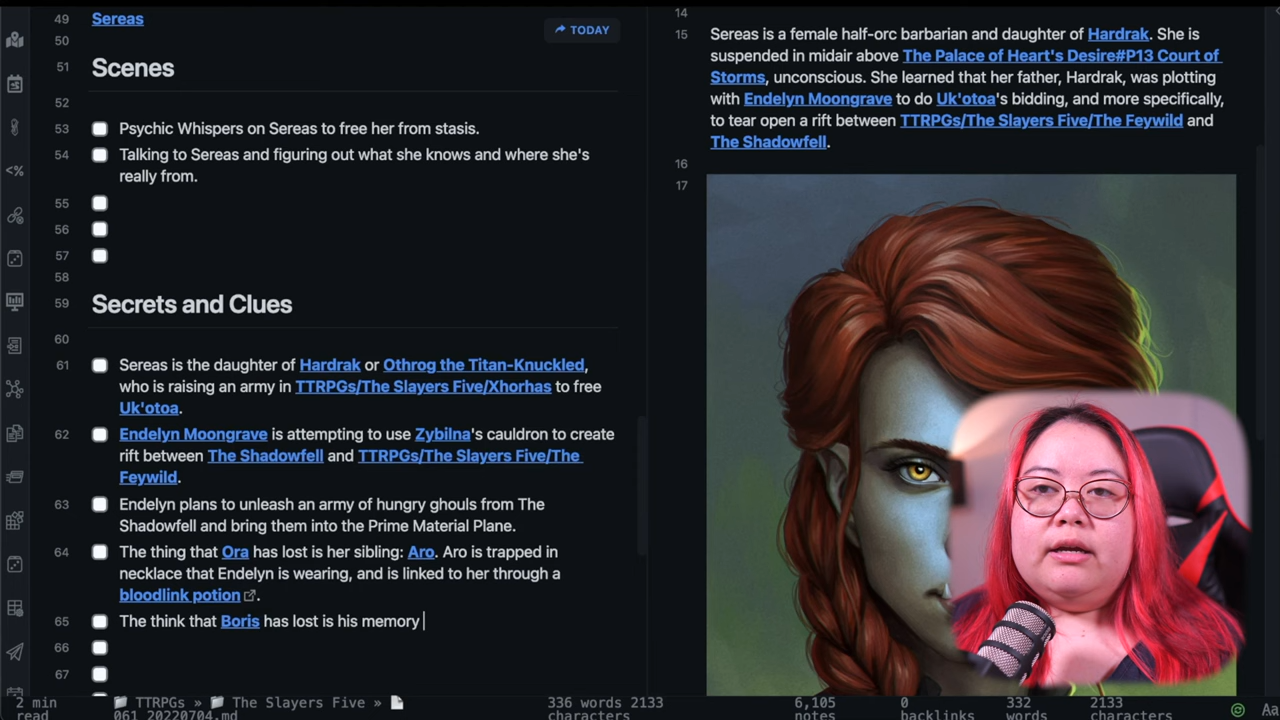 49 Sereas
TODAY
50
51 Scenes
52
53 Psychic Whispers on Sereas to free her from stasis.
54 Talking to Sereas and figuring out what she knows and where she's
really from.
55
56
57
58
59 Secrets and Clues
60
61 Sereas is the daughter of Hardrak or Othrog the Titan-Knuckled,
who is raising an army in TTRPGs/The Slayers Five/Xhorhas to free
Uk'otoa.
62 Endelyn Moongrave is attempting to use Zybilna's cauldron to create
rift between The Shadowfell and TTRPGs/The Slayers Five/The
Feywild.
63 Endelyn plans to unleash an army of hungry ghouls from The
Shadowfell and bring them into the Prime Material Plane.
64 The thing that Ora has lost is her sibling: Aro. Aro is trapped in
necklace that Endelyn is wearing, and is linked to her through a
bloodlink potion.
65 The think that Boris has lost is his memory
66
67
14
15 Sereas is a female half-orc barbarian and daughter of Hardrak. She is
suspended in midair above The Palace of Heart's Desire#P13 Court of
Storms, unconscious. She learned that her father, Hardrak, was plotting
with Endelyn Moongrave to do Uk'otoa's bidding, and more specifically,
to tear open a rift between TTRPGs/The Slayers Five/The Feywild and
The Shadowfell.
16
17
<%
2 min
read
TTRPGs » The Slayers Five »
061_20220704.md
336 words 2133
characters
6,105
notes
0
backlinks
332
words
2133
characters
Aa